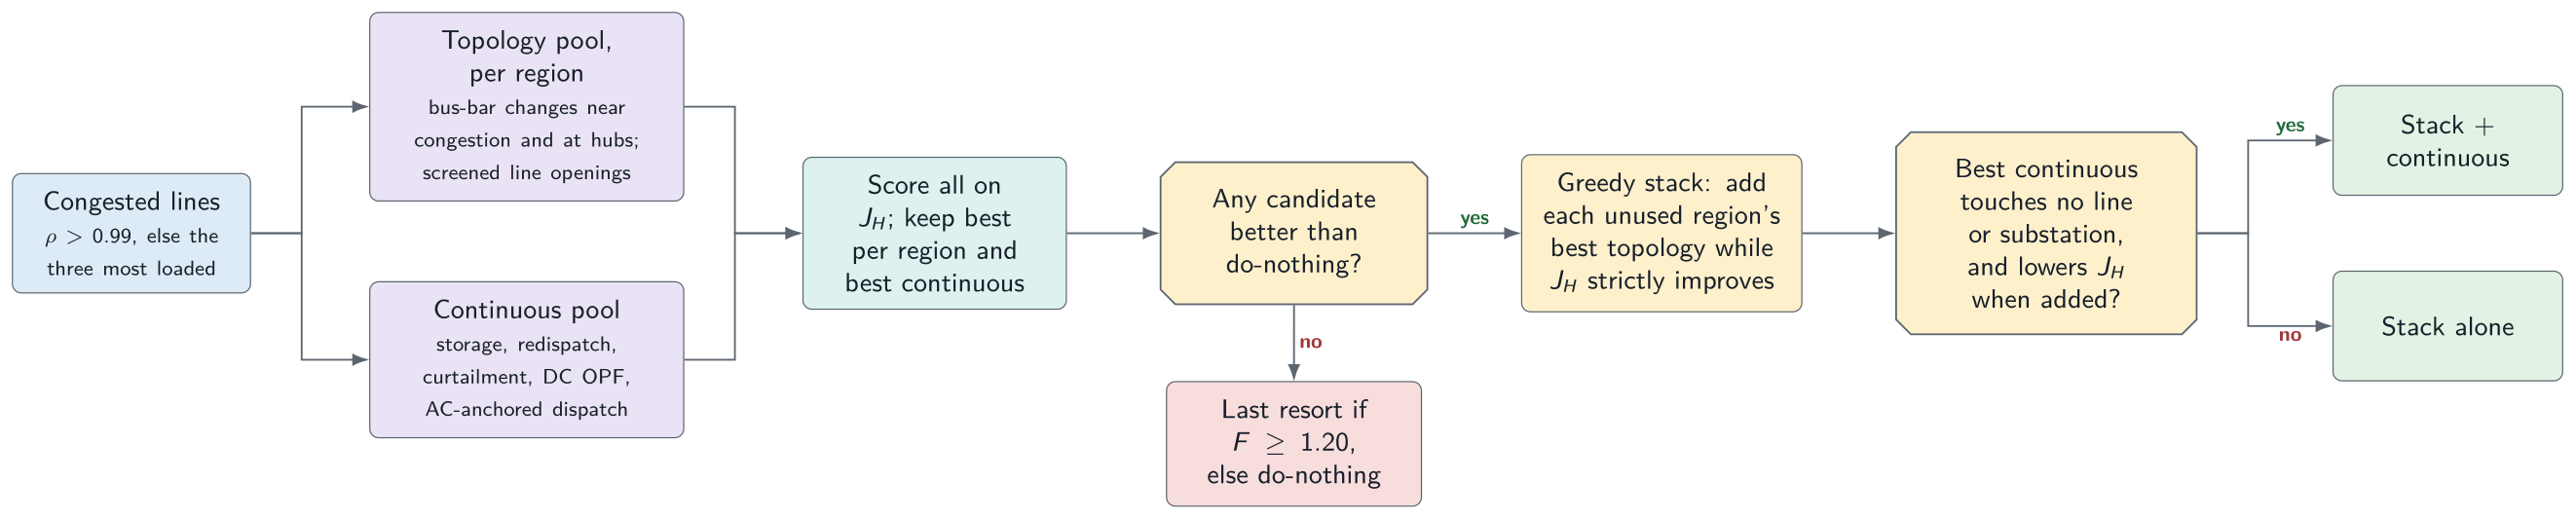 Congested lines
ρ > 0.99, else the
three most loaded
Topology pool,
per region
bus-bar changes near
congestion and at hubs;
screened line openings
Continuous pool
storage, redispatch,
curtailment, DC OPF,
AC-anchored dispatch
Score all on
J_H; keep best
per region and
best continuous
Any candidate
better than
do-nothing?
yes
no
Last resort if
F ≥ 1.20,
else do-nothing
Greedy stack: add
each unused region's
best topology while
J_H strictly improves
Best continuous
touches no line
or substation,
and lowers J_H
when added?
yes
Stack +
continuous
no
Stack alone